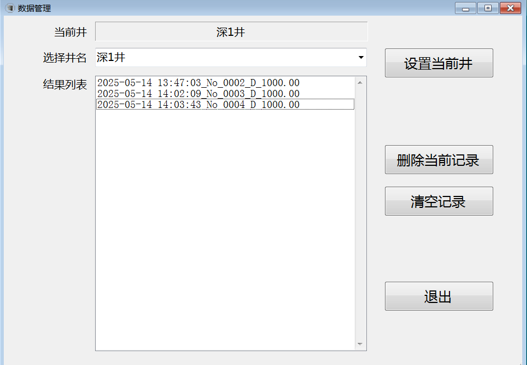 数据管理
当前井 深1井
选择井名 深1井 设置当前井
结果列表
2025-05-14 13:47:03_No_0002_D_1000.00
2025-05-14 14:02:09_No_0003_D_1000.00
2025-05-14 14:03:43_No_0004_D_1000.00
删除当前记录
清空记录
退出